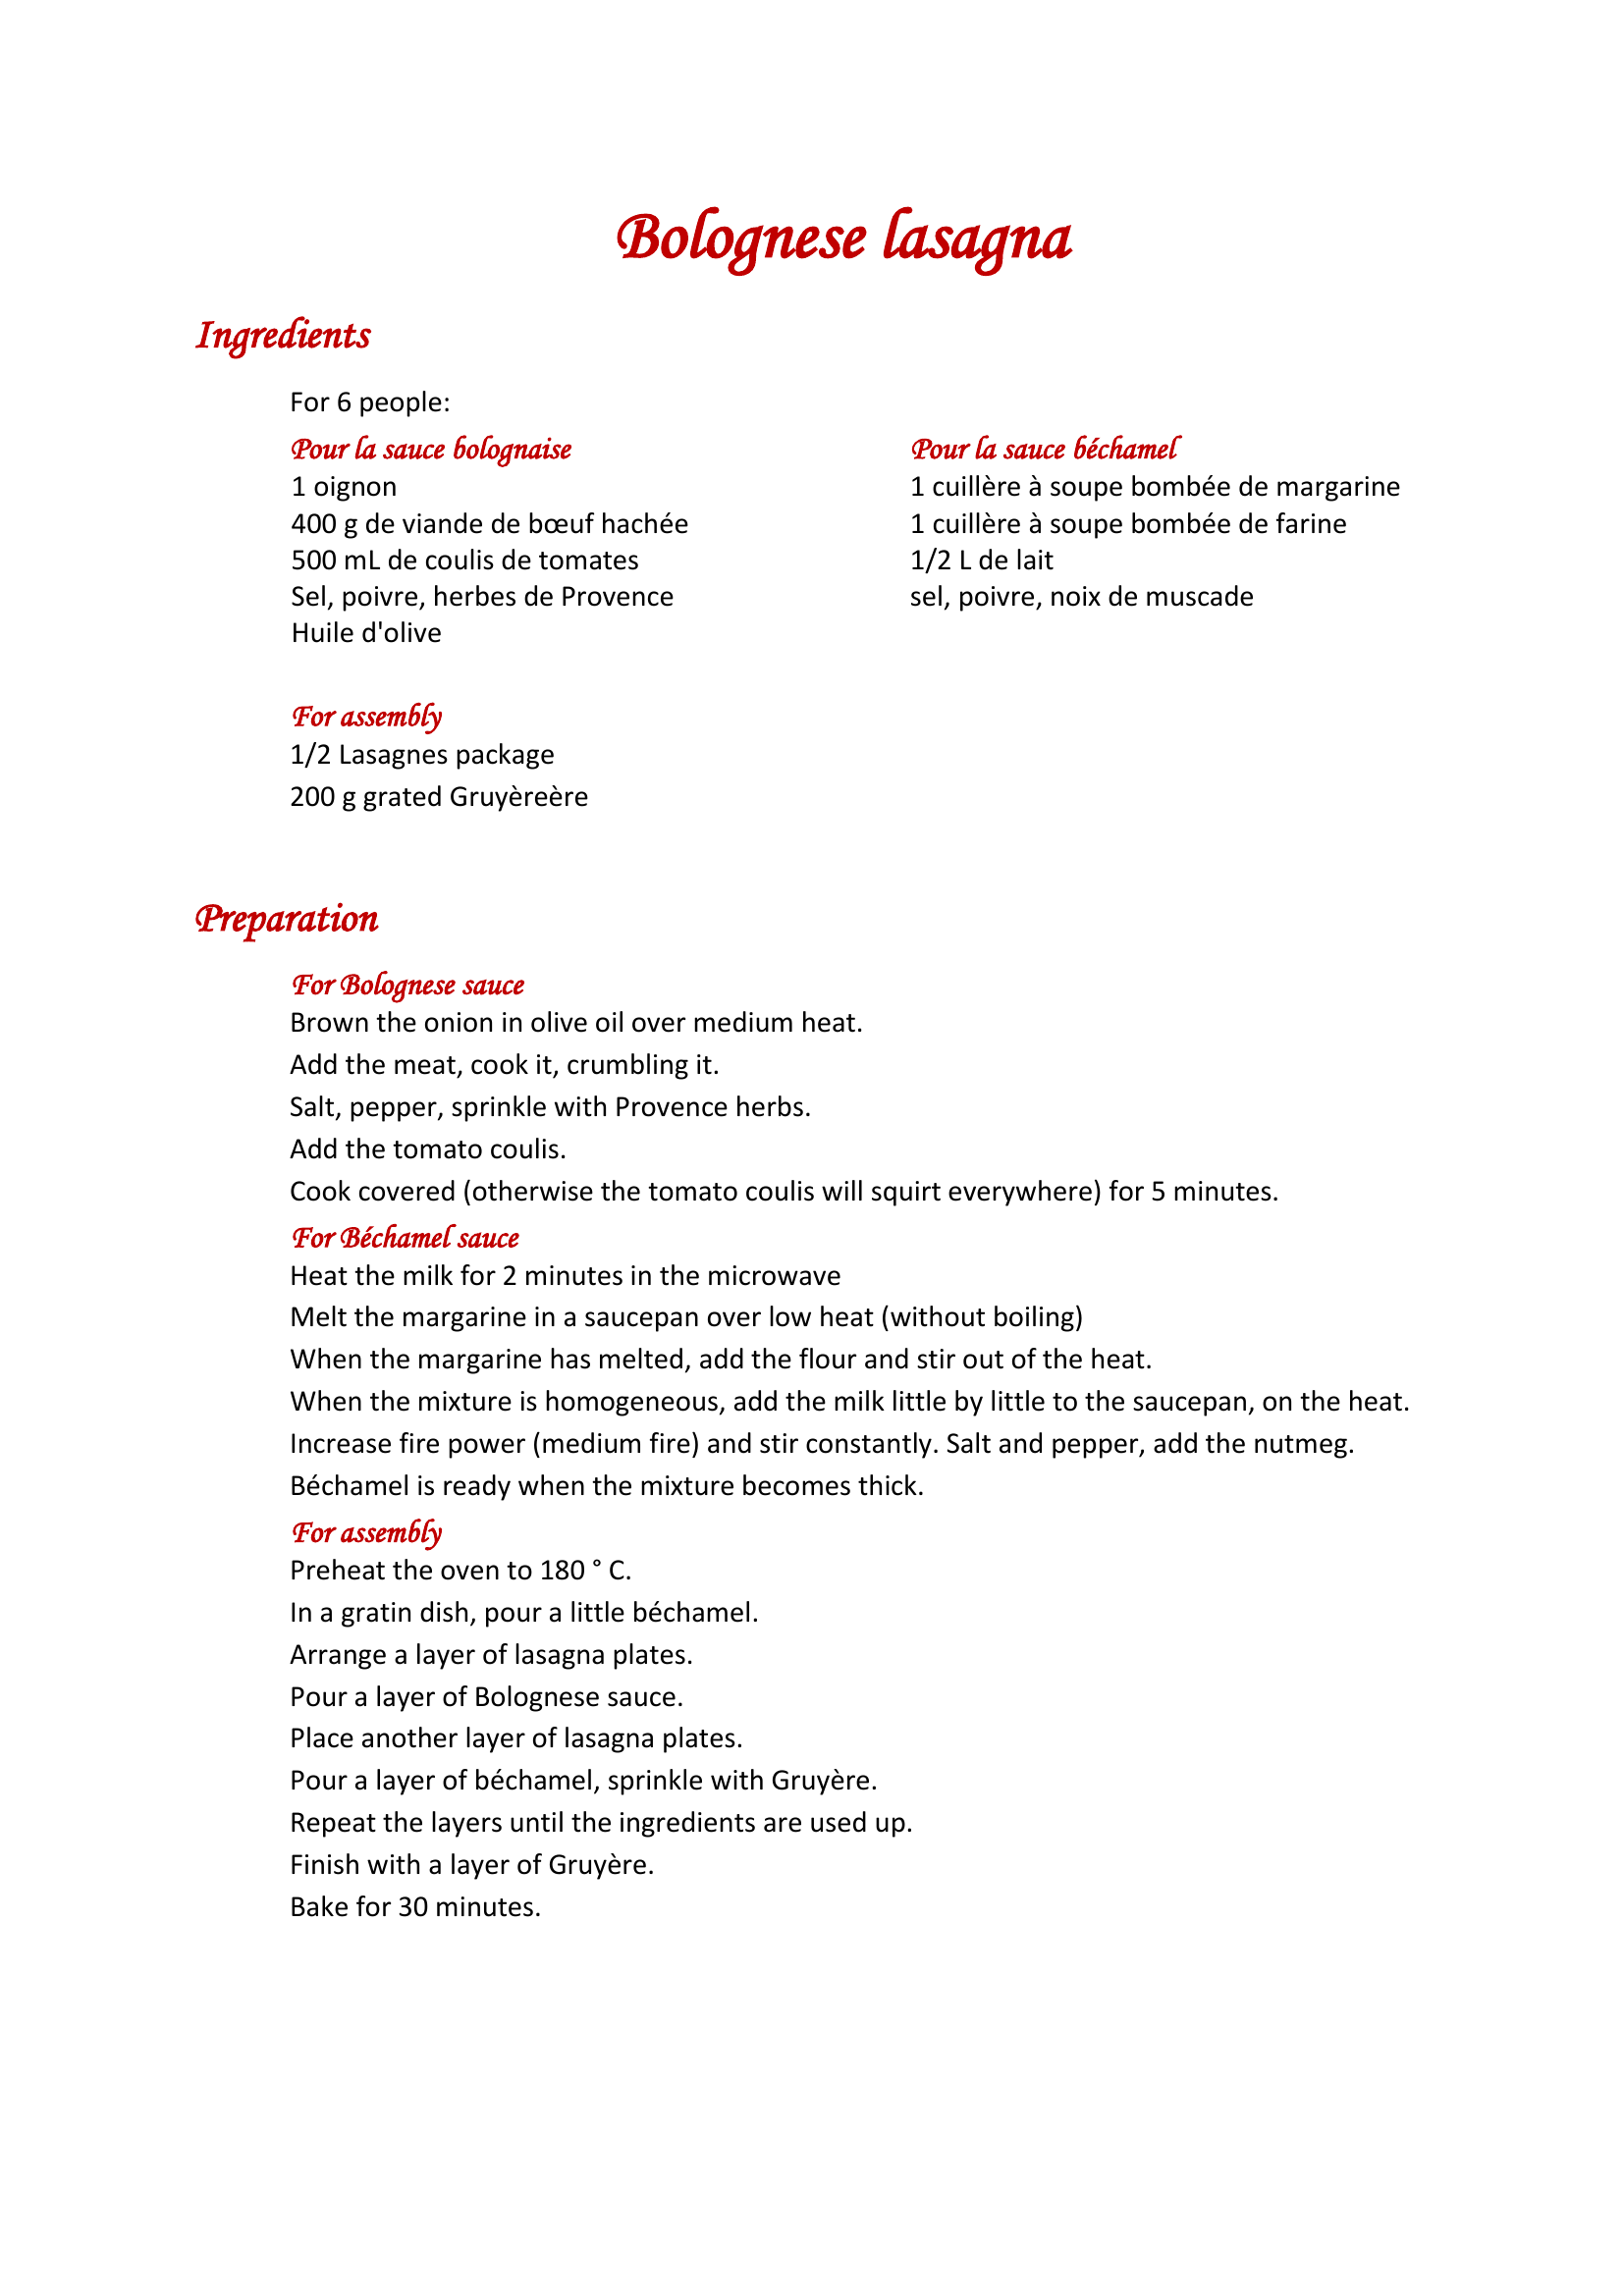 Bolognese lasagna
Ingredients
For 6 people:
Pour la sauce bolognaise
1 oignon
400 g de viande de bœuf hachée
500 mL de coulis de tomates
Sel, poivre, herbes de Provence
Huile d'olive
Pour la sauce béchamel
1 cuillère à soupe bombée de margarine
1 cuillère à soupe bombée de farine
1/2 L de lait
sel, poivre, noix de muscade
For assembly
1/2 Lasagnes package
200 g grated Gruyèreère
Preparation
For Bolognese sauce
Brown the onion in olive oil over medium heat.
Add the meat, cook it, crumbling it.
Salt, pepper, sprinkle with Provence herbs.
Add the tomato coulis.
Cook covered (otherwise the tomato coulis will squirt everywhere) for 5 minutes.
For Béchamel sauce
Heat the milk for 2 minutes in the microwave
Melt the margarine in a saucepan over low heat (without boiling)
When the margarine has melted, add the flour and stir out of the heat.
When the mixture is homogeneous, add the milk little by little to the saucepan, on the heat.
Increase fire power (medium fire) and stir constantly. Salt and pepper, add the nutmeg.
Béchamel is ready when the mixture becomes thick.
For assembly
Preheat the oven to 180 ° C.
In a gratin dish, pour a little béchamel.
Arrange a layer of lasagna plates.
Pour a layer of Bolognese sauce.
Place another layer of lasagna plates.
Pour a layer of béchamel, sprinkle with Gruyère.
Repeat the layers until the ingredients are used up.
Finish with a layer of Gruyère.
Bake for 30 minutes.